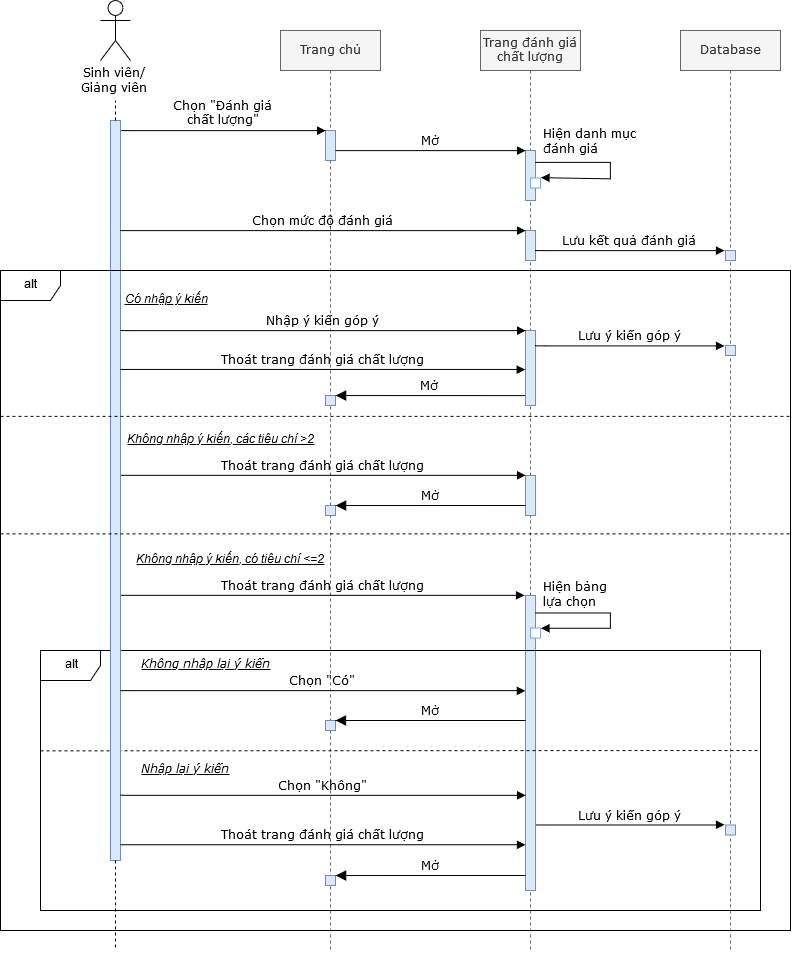 Sinh viên/
Giảng viên
Trang chủ
Trang đánh giá
chất lượng
Database
Chọn "Đánh giá
chất lượng"
Mở
Hiện danh mục
đánh giá
Chọn mức độ đánh giá
Lưu kết quả đánh giá
alt
Có nhập ý kiến
Nhập ý kiến góp ý
Lưu ý kiến góp ý
Thoát trang đánh giá chất lượng
Mở
Không nhập ý kiến, các tiêu chí >2
Thoát trang đánh giá chất lượng
Mở
Không nhập ý kiến, có tiêu chí <=2
Thoát trang đánh giá chất lượng
Hiện bảng
lựa chọn
alt
Không nhập lại ý kiến
Chọn "Có"
Mở
Nhập lại ý kiến
Chọn "Không"
Lưu ý kiến góp ý
Thoát trang đánh giá chất lượng
Mở